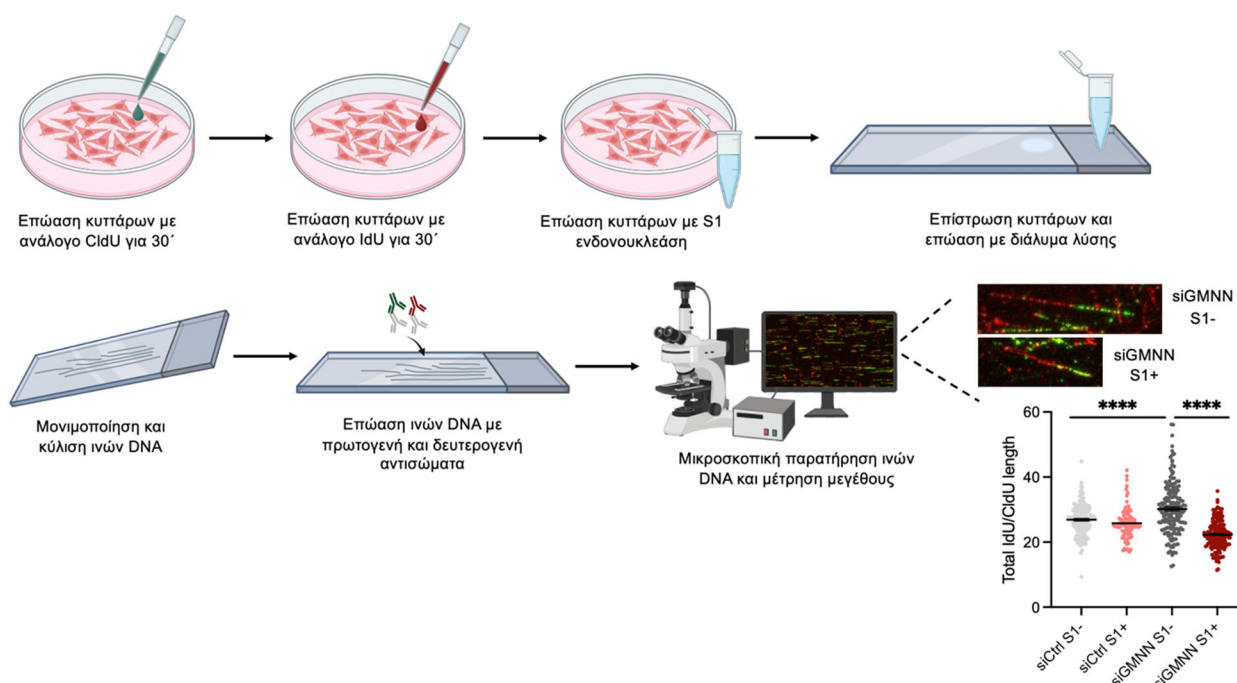 Επώαση κυττάρων με
ανάλογο CldU για 30΄
Επώαση κυττάρων με
ανάλογο IdU για 30΄
Επώαση κυττάρων με S1
ενδονουκλεάση
Επίστρωση κυττάρων και
επώαση με διάλυμα λύσης
Μονιμοποίηση και
κύλιση ινών DNA
Επώαση ινών DNA με
πρωτογενή και δευτερογενή
αντισώματα
Μικροσκοπική παρατήρηση ινών
DNA και μέτρηση μεγέθους
siGMNN
S1-
siGMNN
S1+
**** ****
Total IdU/CldU length
60
40
20
0
siCtrl S1-
siCtrl S1+
siGMNN S1-
siGMNN S1+